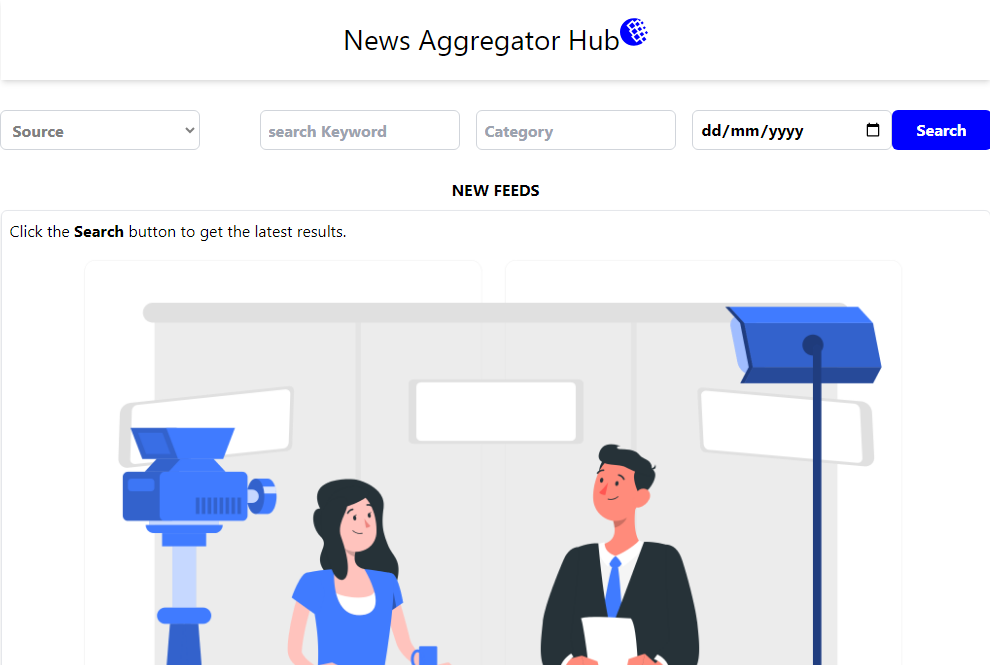 News Aggregator Hub
Source
search Keyword
Category
dd/mm/yyyy
Search
NEW FEEDS
Click the Search button to get the latest results.